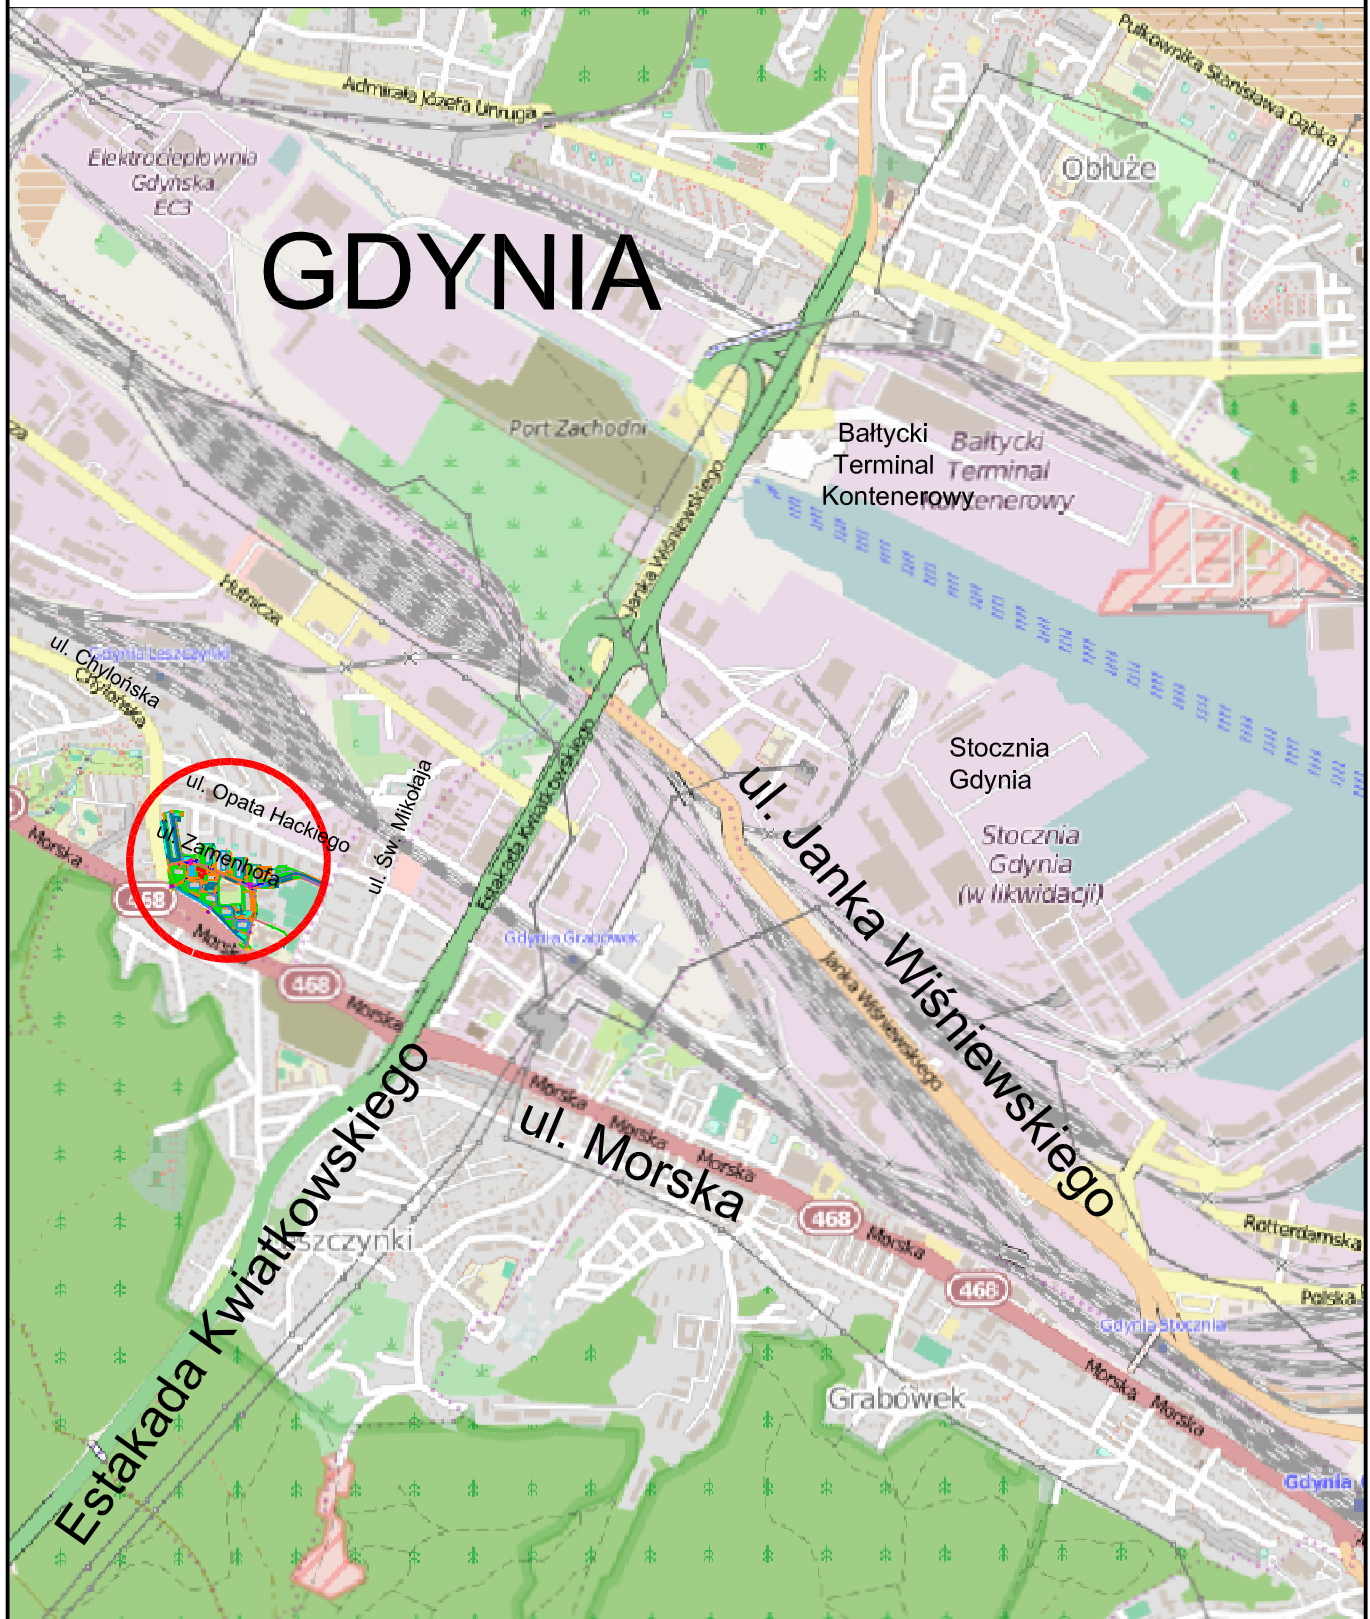 Pułkownika Stanisława Dąbka
Admirała Józefa Unruga
Elektrociepłownia
Gdyńska
EC3
Obłuże
GDYNIA
Port Zachodni
Bałtycki
Terminal
Kontenerowy
Bałtycki
Terminal
Kontenerowy
Janka Wiśniewskiego
Hutnicza
ul. Chylońska
Chylońska
Gdynia Leszczynki
Estakada Kwiatkowskiego
Stocznia
Gdynia
Stocznia
Gdynia
(w likwidacji)
ul. Opata Hackiego
ul. Zamenhofa
ul. Św. Mikołaja
ul. Janka Wiśniewskiego
Janka Wiśniewskiego
Morska
468
Morska
468
Morska
Gdynia Grabówek
Estakada Kwiatkowskiego
Morska
Morska
Morska
ul. Morska
468
Morska
468
Rotterdamska
Polska
Gdynia Stocznia
Grabówek
Morska
Morska
Gdynia